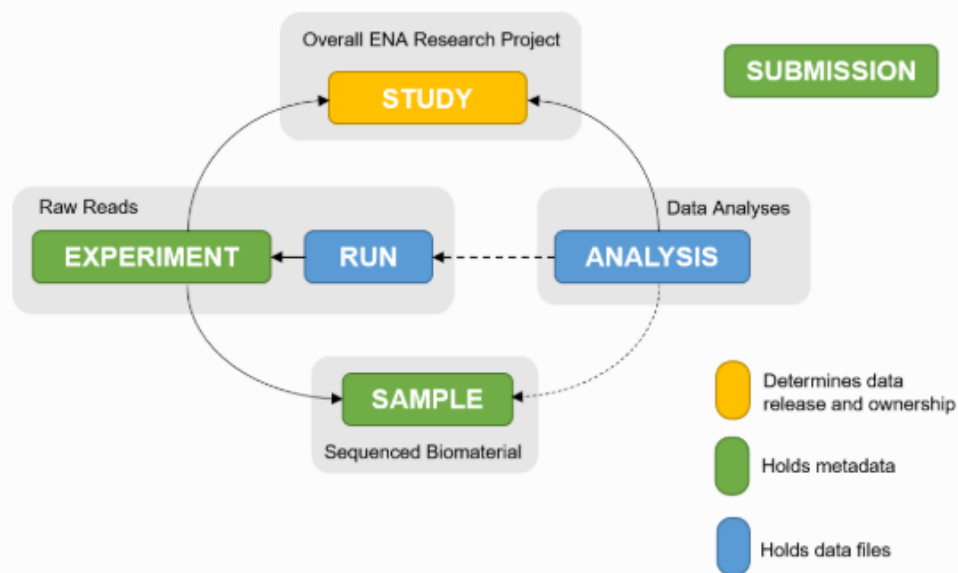 Overall ENA Research Project
STUDY
SUBMISSION
Raw Reads
EXPERIMENT
RUN
Data Analyses
ANALYSIS
SAMPLE
Sequenced Biomaterial
Determines data
release and ownership
Holds metadata
Holds data files